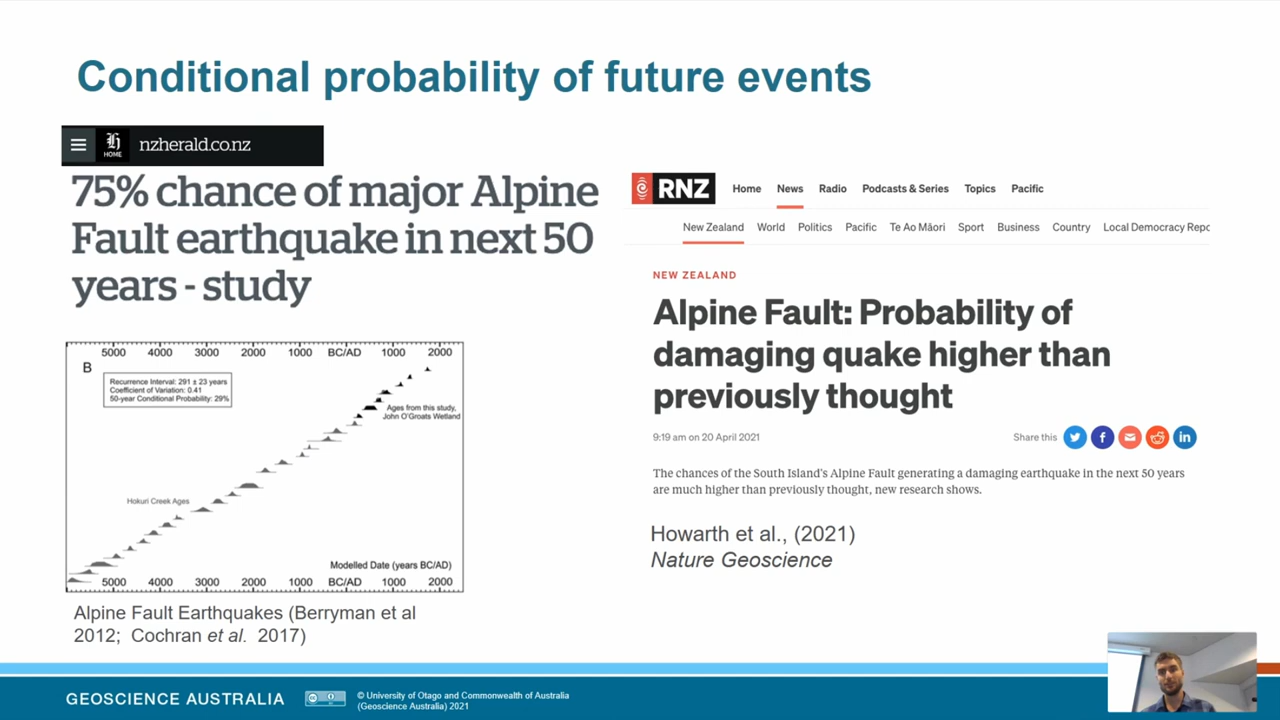 Conditional probability of future events
HOME
nzherald.co.nz
75% chance of major Alpine
Fault earthquake in next 50
years - study
5000 4000 3000 2000 1000 BC/AD 1000 2000
B
Recurrence Interval: 291 ± 23 years
Coefficient of Variation: 0.41
50-year Conditional Probability: 29%
Ages from this study,
John O'Groats Wetland
Hokuri Creek Ages
Modelled Date (years BC/AD)
5000 4000 3000 2000 1000 BC/AD 1000 2000
Alpine Fault Earthquakes (Berryman et al
2012; Cochran et al. 2017)
RNZ
Home News Radio Podcasts & Series Topics Pacific
New Zealand World Politics Pacific Te Ao Māori Sport Business Country Local Democracy Repo
NEW ZEALAND
Alpine Fault: Probability of
damaging quake higher than
previously thought
9:19 am on 20 April 2021
Share this
The chances of the South Island's Alpine Fault generating a damaging earthquake in the next 50 years
are much higher than previously thought, new research shows.
Howarth et al., (2021)
Nature Geoscience
GEOSCIENCE AUSTRALIA
© University of Otago and Commonwealth of Australia
(Geoscience Australia) 2021